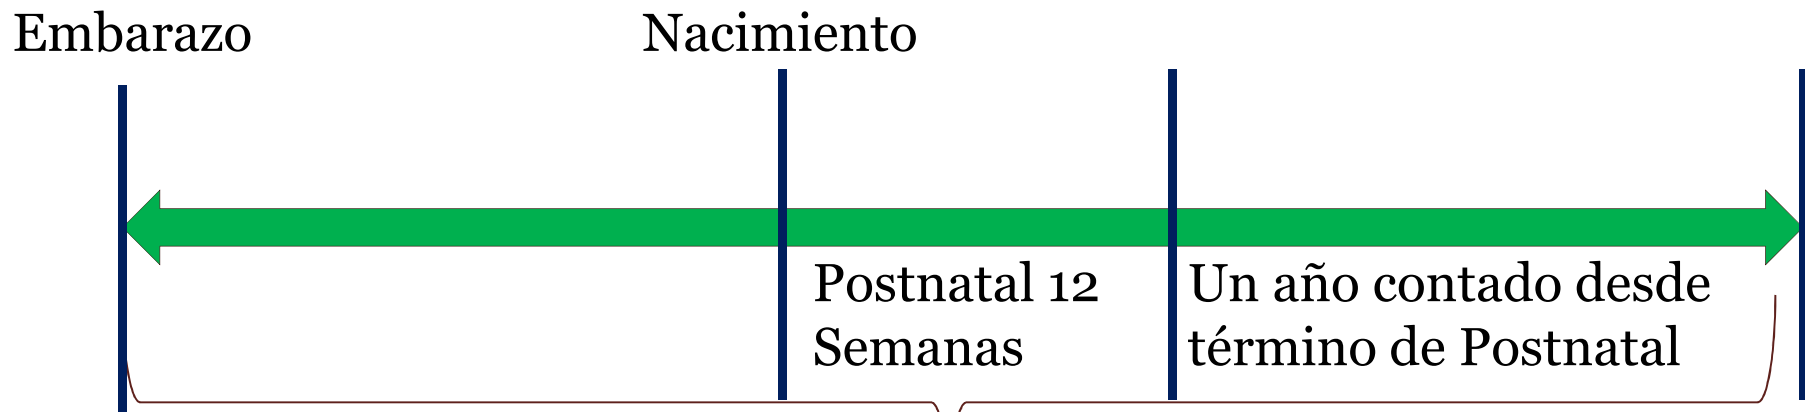 Embarazo
Nacimiento
Postnatal 12
Semanas
Un año contado desde
término de Postnatal